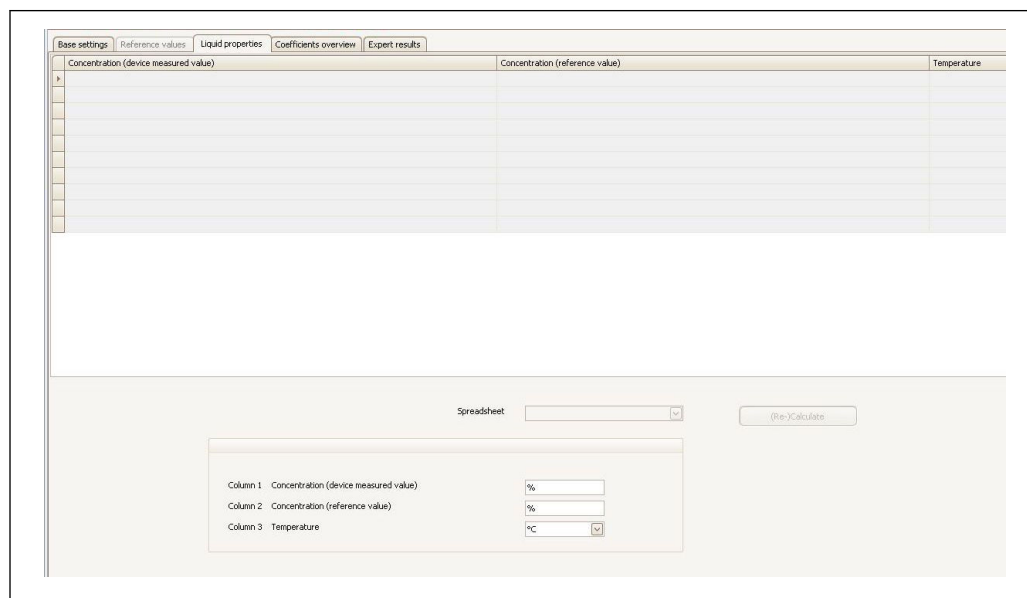 Base settings Reference values Liquid properties Coefficients overview Expert results
Concentration (device measured value) Concentration (reference value) Temperature
Spreadsheet (Re-)Calculate
Column 1 Concentration (device measured value) %
Column 2 Concentration (reference value) %
Column 3 Temperature °C